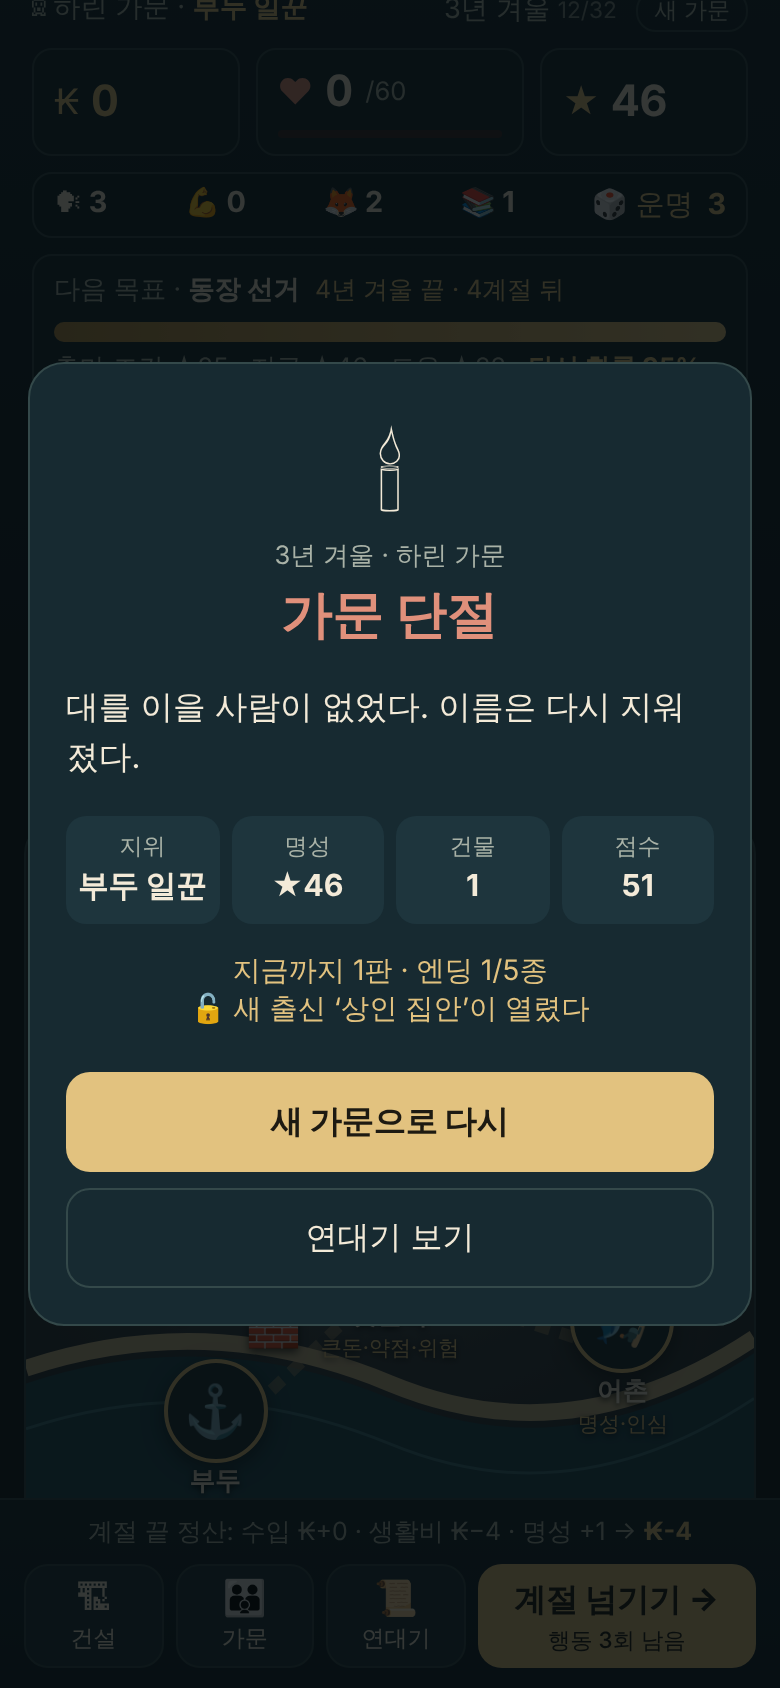 하린 가문 · 부두 일꾼
3년 겨울 12/32
새 가문
₭ 0
0 /60
★ 46
3
0
2
1
운명 3
다음 목표 · 동장 선거 4년 겨울 끝 · 4계절 뒤
3년 겨울 · 하린 가문
가문 단절
대를 이을 사람이 없었다. 이름은 다시 지워
졌다.
지위
부두 일꾼
명성
★46
건물
1
점수
51
지금까지 1판 · 엔딩 1/5종
🔓 새 출신 ‘상인 집안’이 열렸다
새 가문으로 다시
연대기 보기
큰돈·약점·위험
어촌
명성·인심
부두
계절 끝 정산: 수입 ₭+0 · 생활비 ₭−4 · 명성 +1 → ₭-4
건설
가문
연대기
계절 넘기기 →
행동 3회 남음